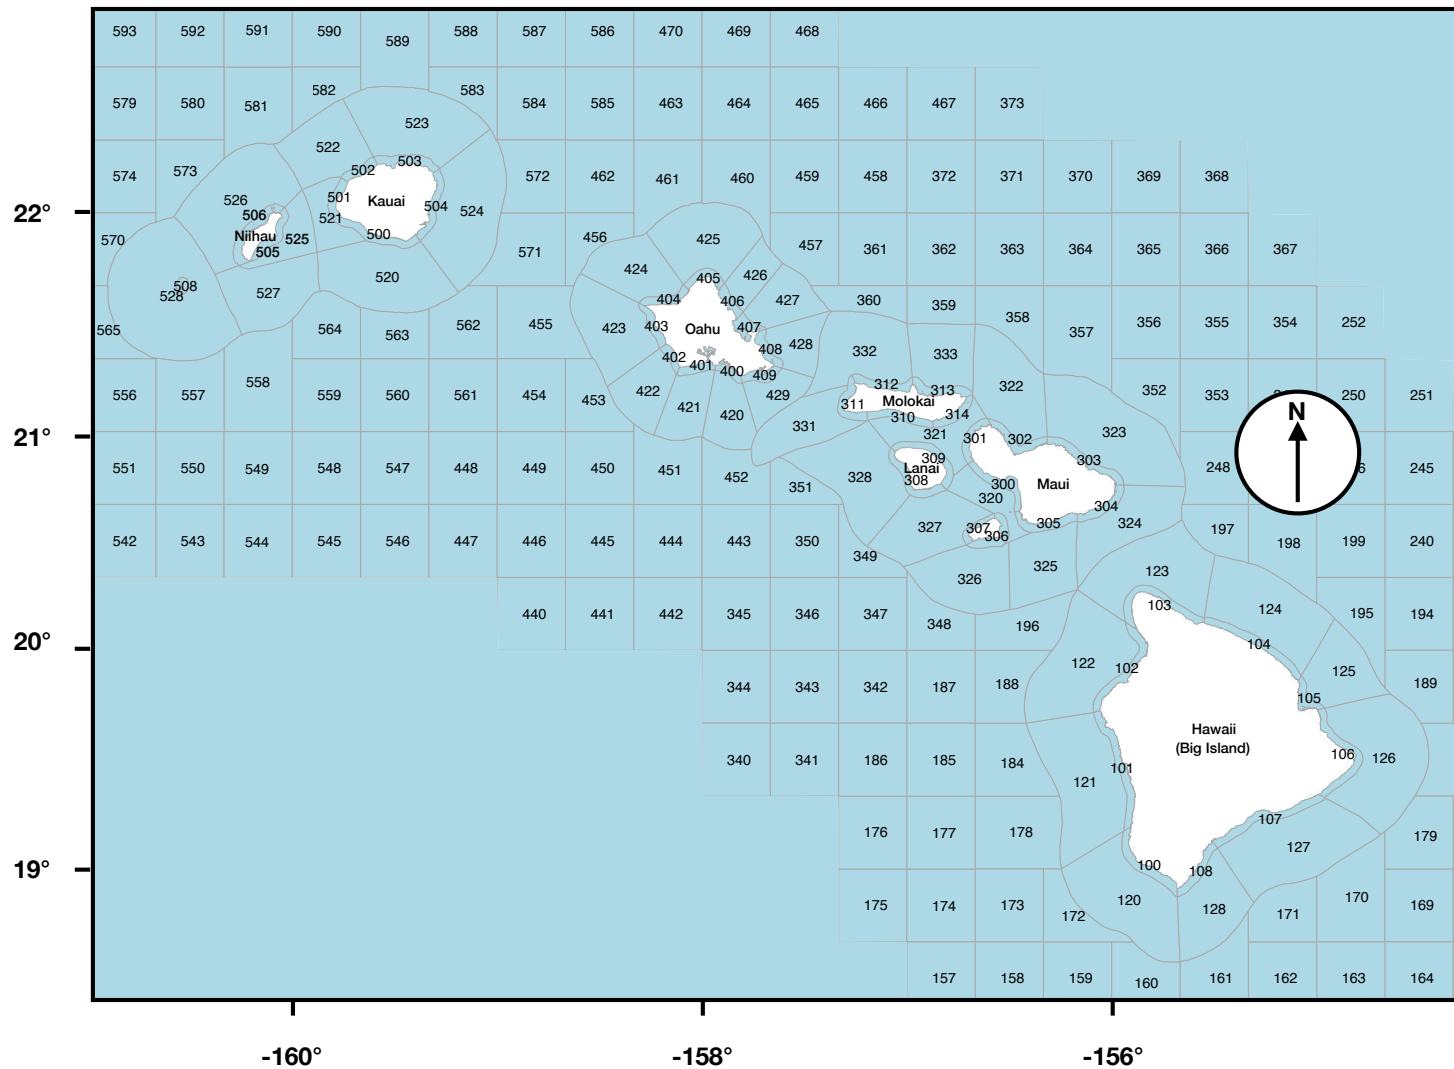 593 592 591 590 589 588 587 586 470 469 468
579 580 581 582 583 584 585 463 464 465 466 467 373
523
522
574 573 502 503 572 462 461 460 459 458 372 371 370 369 368
526 501 Kauai 504 524
22° 506 521
570 Niihau 525 500 571 456 425 457 361 362 363 364 365 366 367
505
508 520 424 405 426
528 527 404 406 427 360 359
565 564 563 562 455 423 403 Oahu 407 358 357 356 355 354 252
402 401 400 408 428 332 333
409
556 557 558 559 560 561 454 453 422 421 420 429 312 313 322 352 353 250 251
311 Molokai 314
310
N
21° 331 321 301 302 323
551 550 549 548 547 448 449 450 451 452 351 328 309 303 248 245
Lanai
308 300 Maui
320 304
542 543 544 545 546 447 446 445 444 443 350 349 327 307 306 305 324 197 198 199 240
326 325 123
440 441 442 345 346 347 348 196 103 124 195 194
20° 104
122 102 125
344 343 342 187 188 105 189
Hawaii
(Big Island)
340 341 186 185 184 121 101 106 126
107
176 177 178 127 179
19° 100 108
175 174 173 172 120 128 171 170 169
157 158 159 160 161 162 163 164
-160° -158° -156°